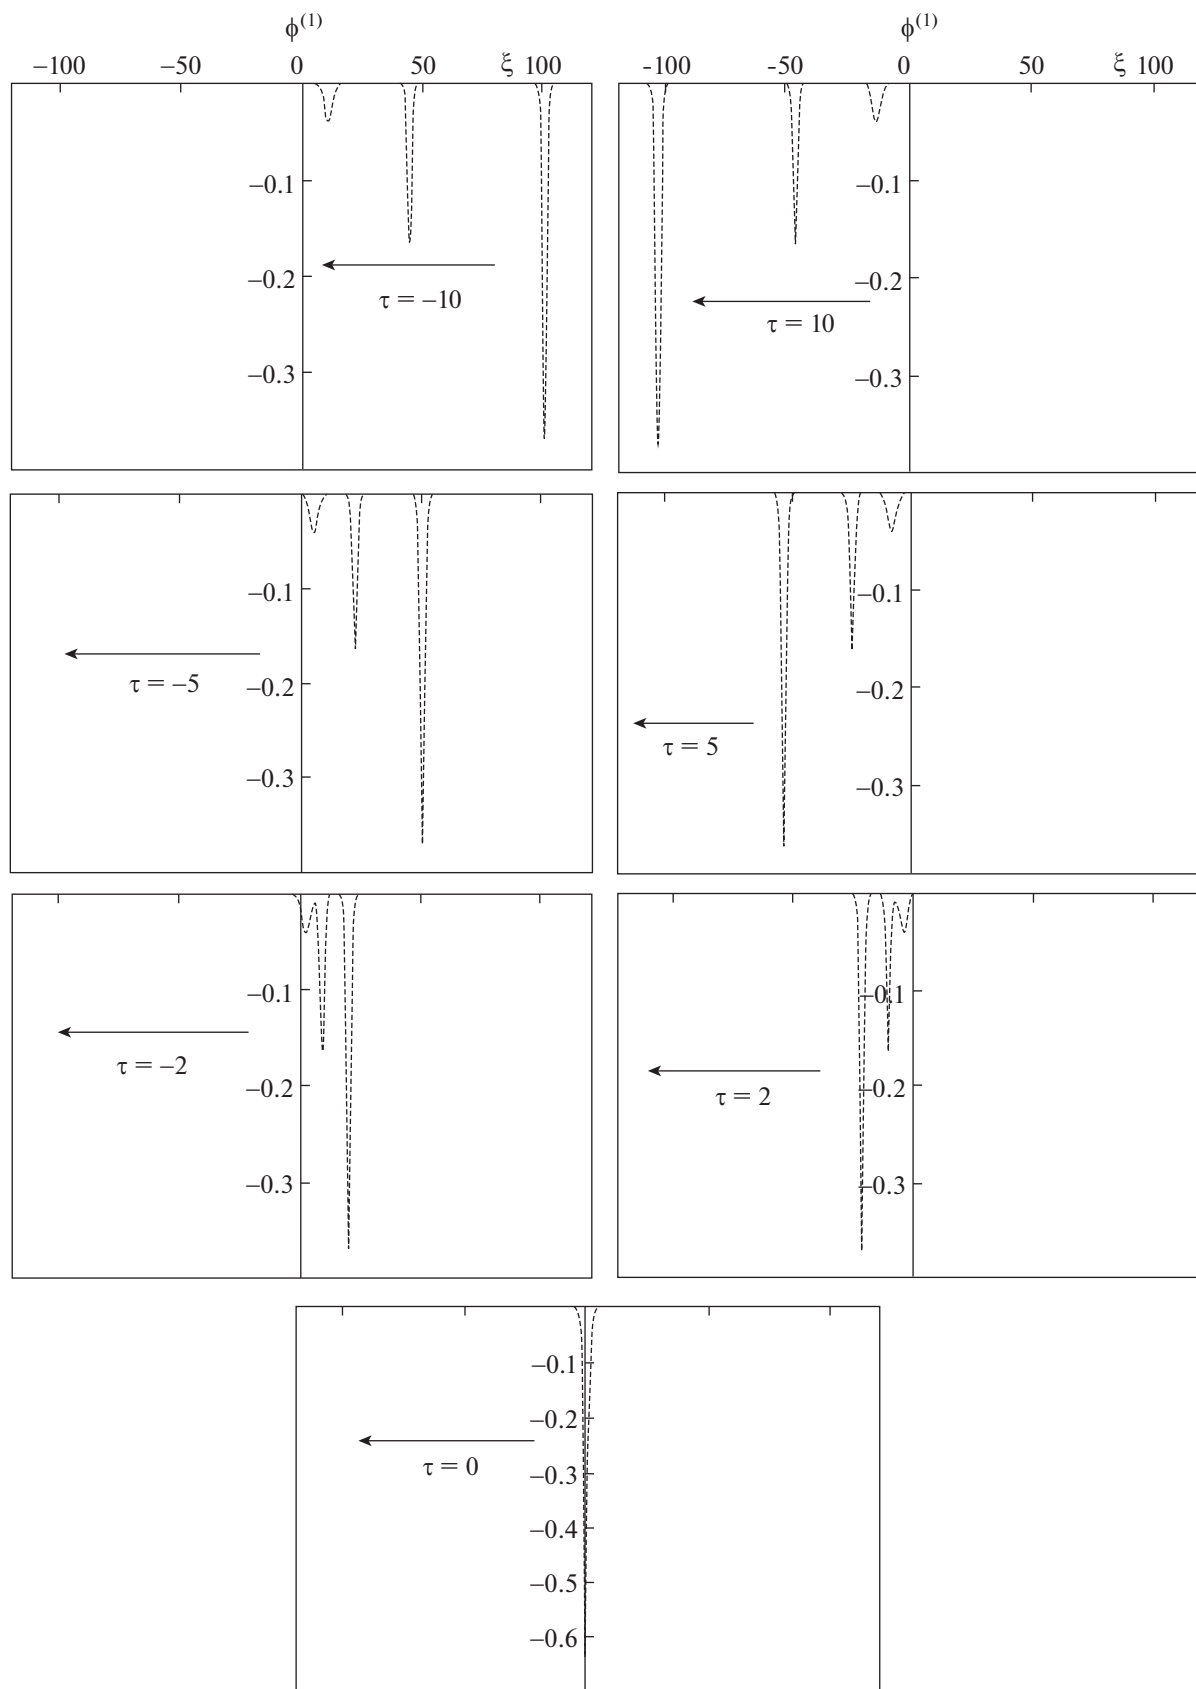 ϕ(1) ϕ(1)
–100 –50 0 50 ξ 100 -100 -50 0 50 ξ 100
–0.1 –0.1
–0.2 –0.2
τ = –10 τ = 10
–0.3 –0.3
–0.1 –0.1
–0.2 –0.2
τ = –5 τ = 5
–0.3 –0.3
–0.1 –0.1
τ = –2 τ = 2
–0.2 –0.2
–0.3 –0.3
–0.1
–0.2
τ = 0
–0.3
–0.4
–0.5
–0.6